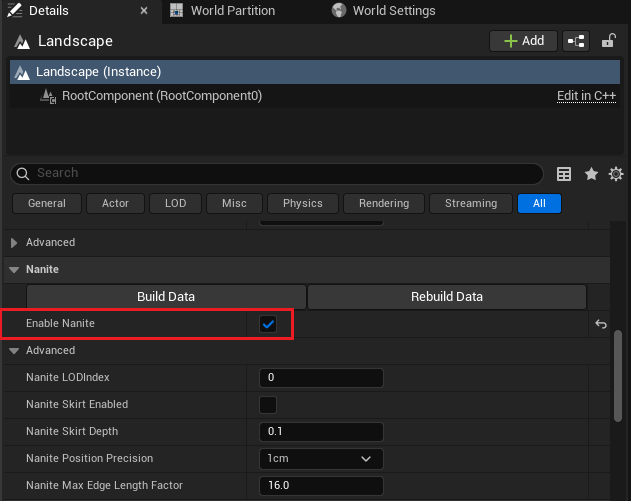 Details × World Partition World Settings
Landscape + Add
Landscape (Instance)
RootComponent (RootComponent0) Edit in C++
Search
General Actor LOD Misc Physics Rendering Streaming All
Advanced
Nanite
Build Data Rebuild Data
Enable Nanite
Advanced
Nanite LODIndex 0
Nanite Skirt Enabled
Nanite Skirt Depth 0.1
Nanite Position Precision 1cm
Nanite Max Edge Length Factor 16.0